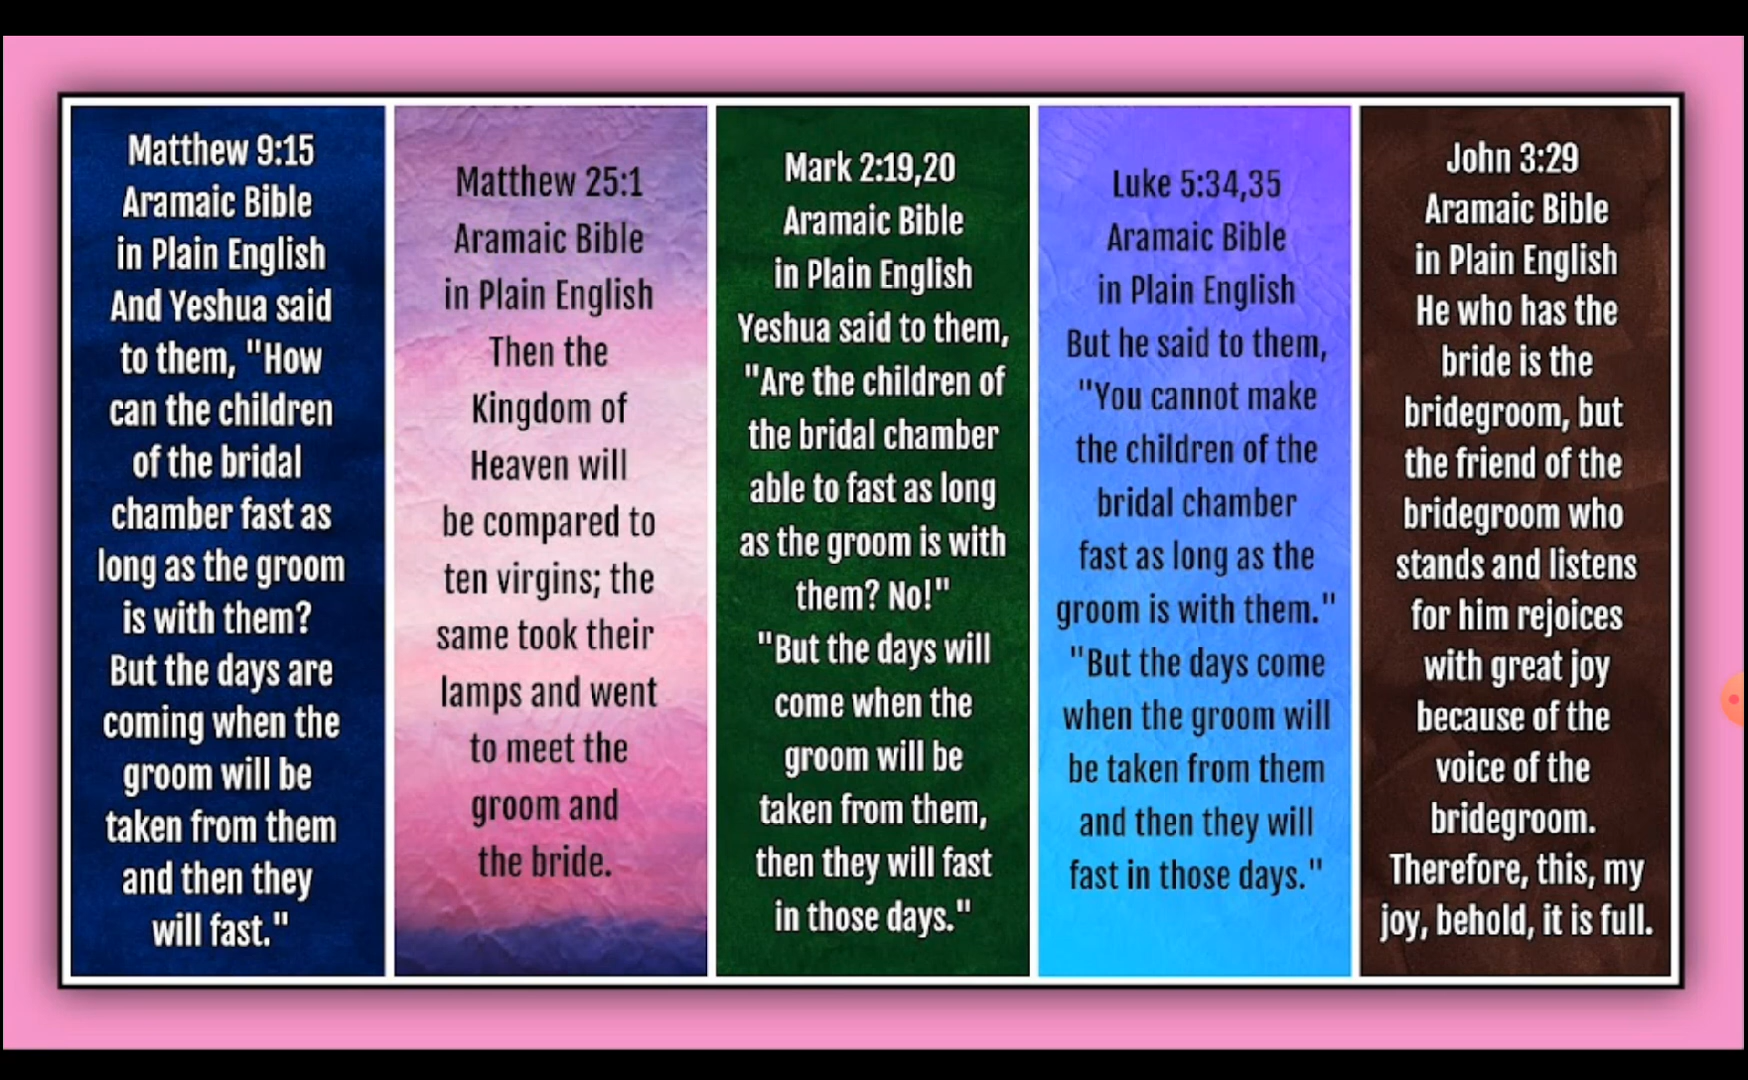 Matthew 9:15
Aramaic Bible
in Plain English
And Yeshua said
to them, "How
can the children
of the bridal
chamber fast as
long as the groom
is with them?
But the days are
coming when the
groom will be
taken from them
and then they
will fast."
Matthew 25:1
Aramaic Bible
in Plain English
Then the
Kingdom of
Heaven will
be compared to
ten virgins; the
same took their
lamps and went
to meet the
groom and
the bride.
Mark 2:19,20
Aramaic Bible
in Plain English
Yeshua said to them,
"Are the children of
the bridal chamber
able to fast as long
as the groom is with
them? No!"
"But the days will
come when the
groom will be
taken from them,
then they will fast
in those days."
Luke 5:34,35
Aramaic Bible
in Plain English
But he said to them,
"You cannot make
the children of the
bridal chamber
fast as long as the
groom is with them."
"But the days come
when the groom will
be taken from them
and then they will
fast in those days."
John 3:29
Aramaic Bible
in Plain English
He who has the
bride is the
bridegroom, but
the friend of the
bridegroom who
stands and listens
for him rejoices
with great joy
because of the
voice of the
bridegroom.
Therefore, this, my
joy, behold, it is full.